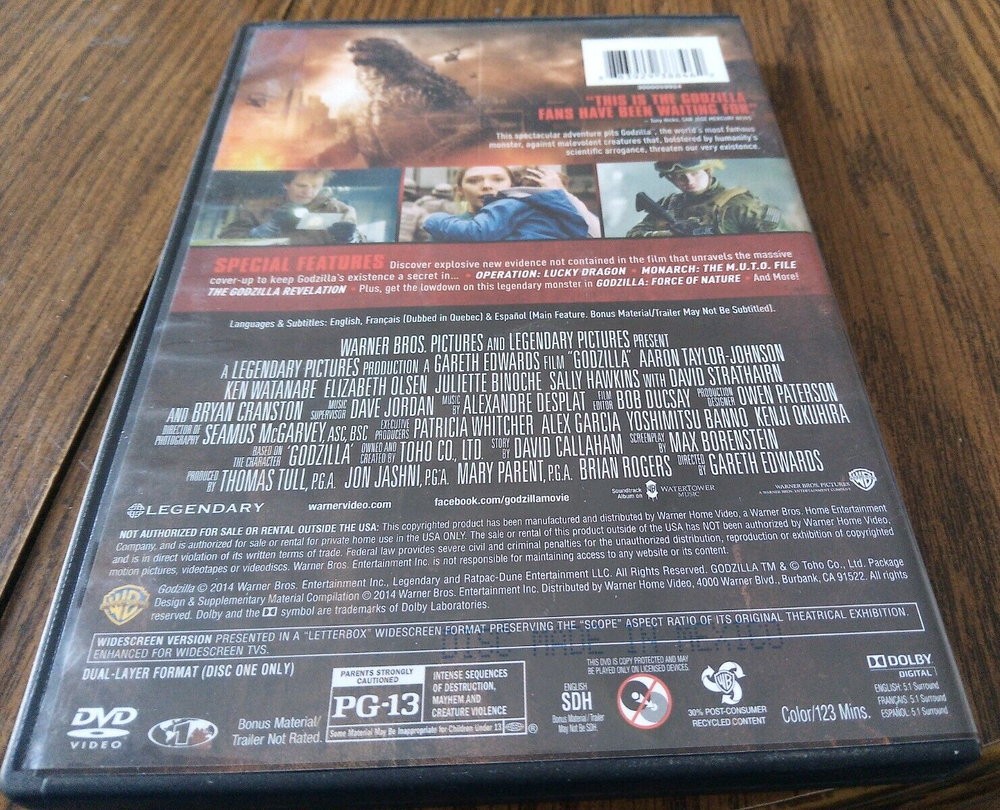 0000098904
"THIS IS THE GODZILLA
FANS HAVE BEEN WAITING FOR"
– Tony Hicks, SAN JOSE MERCURY NEWS
This spectacular adventure pits Godzilla™, the world's most famous
monster, against malevolent creatures that, bolstered by humanity's
scientific arrogance, threaten our very existence.
SPECIAL FEATURES Discover explosive new evidence not contained in the film that unravels the massive
cover-up to keep Godzilla's existence a secret in... • OPERATION: LUCKY DRAGON • MONARCH: THE M.U.T.O. FILE
THE GODZILLA REVELATION • Plus, get the lowdown on this legendary monster in GODZILLA: FORCE OF NATURE • And More!
Languages & Subtitles: English, Français (Dubbed in Quebec) & Español (Main Feature. Bonus Material/Trailer May Not Be Subtitled).
WARNER BROS. PICTURES AND LEGENDARY PICTURES PRESENT
A LEGENDARY PICTURES PRODUCTION A GARETH EDWARDS FILM "GODZILLA" AARON TAYLOR-JOHNSON
KEN WATANABE ELIZABETH OLSEN JULIETTE BINOCHE SALLY HAWKINS WITH DAVID STRATHAIRN
AND BRYAN CRANSTON MUSIC SUPERVISOR DAVE JORDAN MUSIC BY ALEXANDRE DESPLAT FILM EDITOR BOB DUCSAY PRODUCTION DESIGNER OWEN PATERSON
DIRECTOR OF PHOTOGRAPHY SEAMUS McGARVEY, ASC, BSC EXECUTIVE PRODUCERS PATRICIA WHITCHER ALEX GARCIA YOSHIMITSU BANNO KENJI OKUHIRA
BASED ON THE CHARACTER "GODZILLA" OWNED AND CREATED BY TOHO CO., LTD. STORY BY DAVID CALLAHAM SCREENPLAY BY MAX BORENSTEIN
PRODUCED BY THOMAS TULL, P.G.A. JON JASHNI, P.G.A. MARY PARENT, P.G.A. BRIAN ROGERS DIRECTED BY GARETH EDWARDS
LEGENDARY warnervideo.com facebook.com/godzillamovie Soundtrack Album on WATERTOWER MUSIC WARNER BROS. PICTURES A WARNER BROS. ENTERTAINMENT COMPANY
NOT AUTHORIZED FOR SALE OR RENTAL OUTSIDE THE USA: This copyrighted product has been manufactured and distributed by Warner Home Video, a Warner Bros. Home Entertainment
Company, and is authorized for sale or rental for private home use in the USA ONLY. The sale or rental of this product outside of the USA has NOT been authorized by Warner Home Video,
and is in direct violation of its written terms of trade. Federal law provides severe civil and criminal penalties for the unauthorized distribution, reproduction or exhibition of copyrighted
motion pictures, videotapes or videodiscs. Warner Bros. Entertainment Inc. is not responsible for maintaining access to any website or its content.
Godzilla © 2014 Warner Bros. Entertainment Inc., Legendary and Ratpac-Dune Entertainment LLC. All Rights Reserved. GODZILLA TM & © Toho Co., Ltd. Package
Design & Supplementary Material Compilation © 2014 Warner Bros. Entertainment Inc. Distributed by Warner Home Video, 4000 Warner Blvd., Burbank, CA 91522. All rights
reserved. Dolby and the DD symbol are trademarks of Dolby Laboratories.
DISC MADE IN MEXICO
WIDESCREEN VERSION PRESENTED IN A "LETTERBOX" WIDESCREEN FORMAT PRESERVING THE "SCOPE" ASPECT RATIO OF ITS ORIGINAL THEATRICAL EXHIBITION.
ENHANCED FOR WIDESCREEN TVS.
DUAL-LAYER FORMAT (DISC ONE ONLY)
DVD
VIDEO
1
Bonus Material/
Trailer Not Rated.
PARENTS STRONGLY CAUTIONED
PG-13
INTENSE SEQUENCES
OF DESTRUCTION,
MAYHEM AND
CREATURE VIOLENCE
Some Material May Be Inappropriate for Children Under 13
®
ENGLISH
SDH
Bonus Material/Trailer
May Not Be SDH.
THIS DVD IS COPY PROTECTED AND MAY
BE PLAYED ONLY ON LICENSED DEVICES
30% POST-CONSUMER
RECYCLED CONTENT
Color/123 Mins.
DOLBY
DIGITAL
ENGLISH: 5.1 Surround
FRANÇAIS: 5.1 Surround
ESPAÑOL: 5.1 Surround